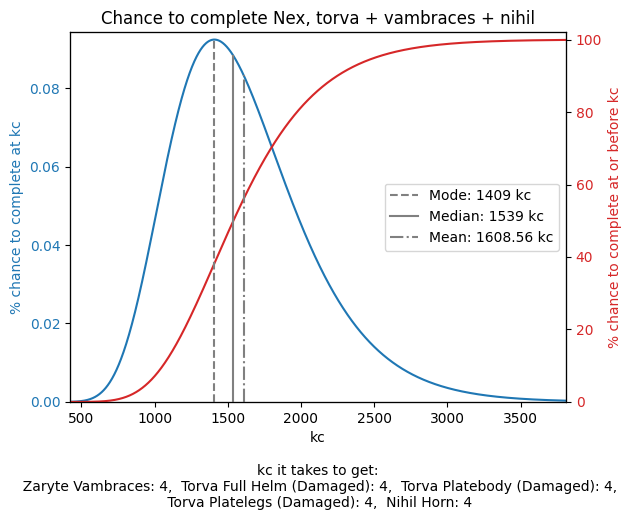 Chance to complete Nex, torva + vambraces + nihil
% chance to complete at kc
0.08
0.06
0.04
0.02
0.00
500
1000
1500
2000
2500
3000
3500
kc
100
80
60
40
20
0
% chance to complete at or before kc
Mode: 1409 kc
Median: 1539 kc
Mean: 1608.56 kc
kc it takes to get:
Zaryte Vambraces: 4,  Torva Full Helm (Damaged): 4,  Torva Platebody (Damaged): 4,
Torva Platelegs (Damaged): 4,  Nihil Horn: 4